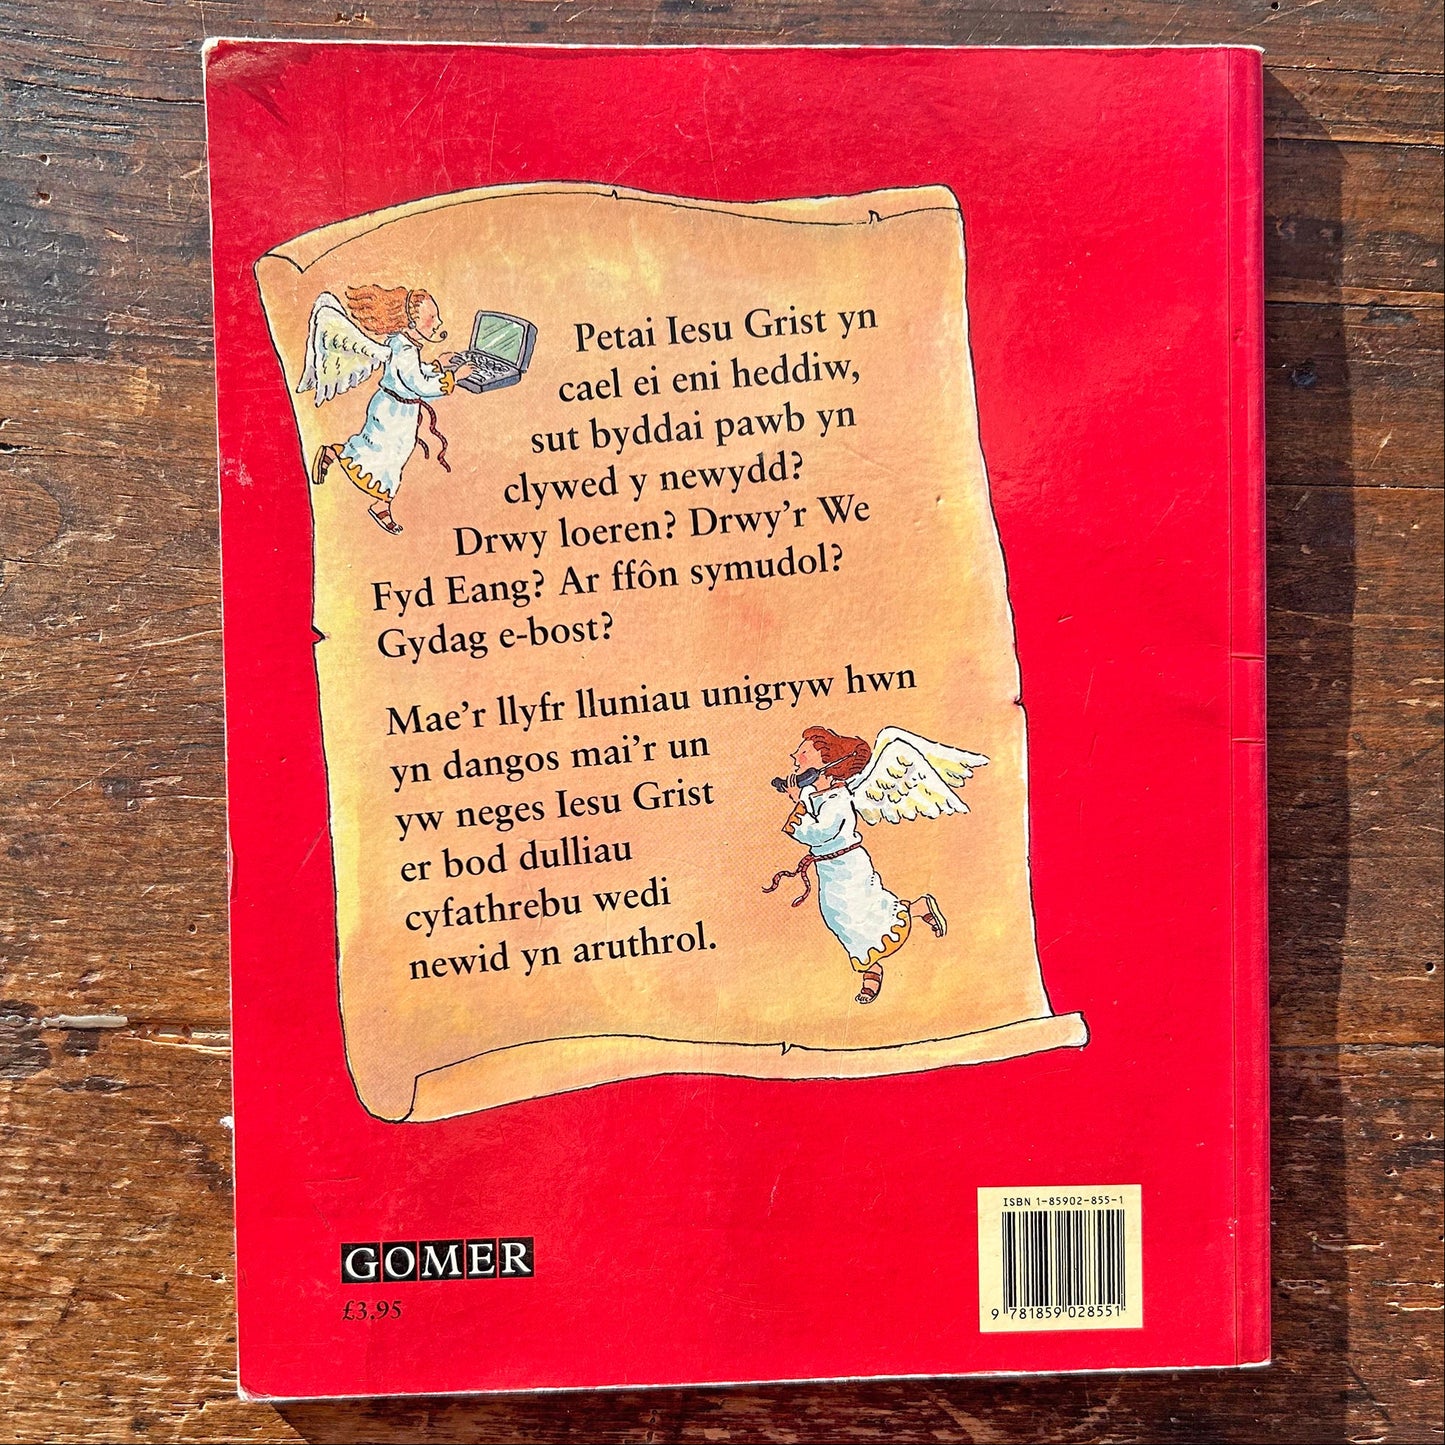 Petai Iesu Grist yn
cael ei eni heddiw,
sut byddai pawb yn
clywed y newydd?
Drwy loeren? Drwy'r We
Fyd Eang? Ar ffôn symudol?
Gydag e-bost?
Mae'r llyfr lluniau unigryw hwn
yn dangos mai'r un
yw neges Iesu Grist
er bod dulliau
cyfathrebu wedi
newid yn aruthrol.
GOMER
£3.95
ISBN 1-85902-855-1
9 781859 028551